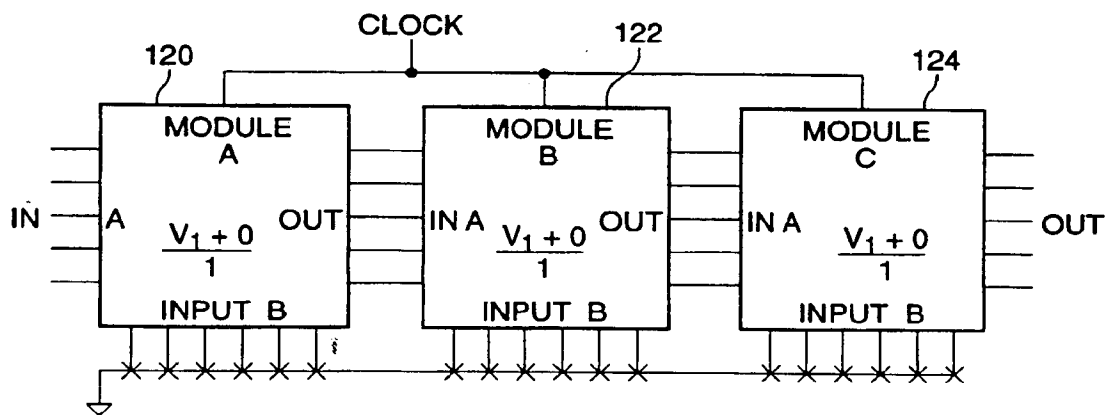 CLOCK
120
122
124
MODULE
A
MODULE
B
MODULE
C
IN
A
OUT
IN A
OUT
IN A
OUT
V1 + 0
1
V1 + 0
1
V1 + 0
1
INPUT B
INPUT B
INPUT B